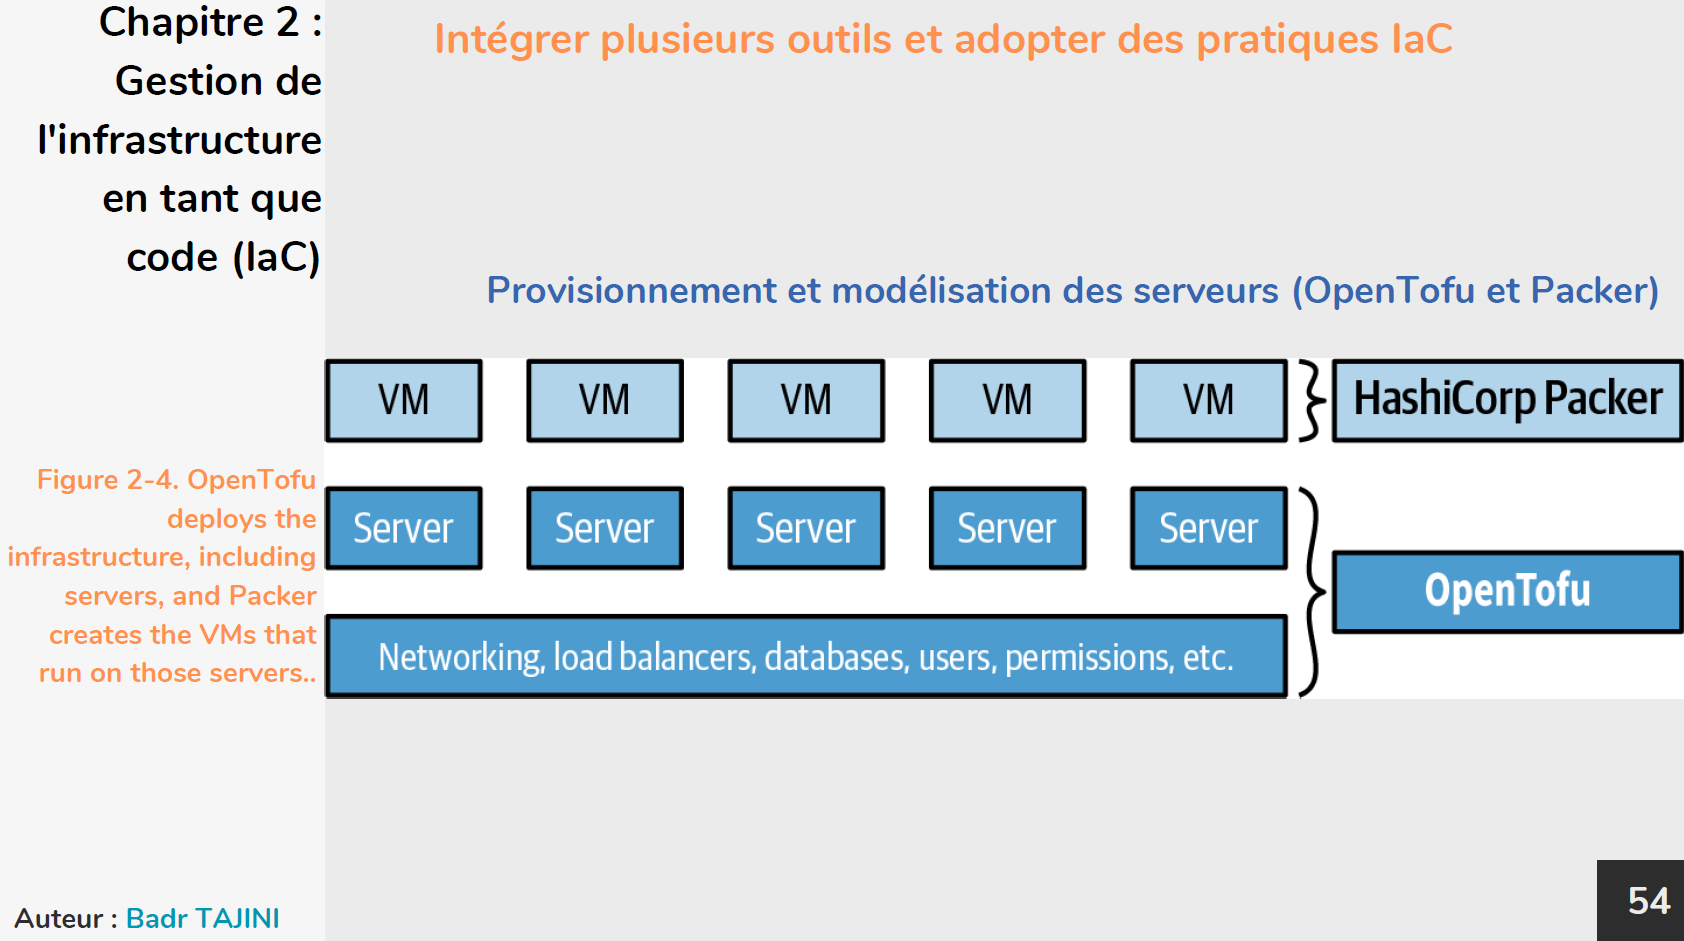 Chapitre 2 :
Gestion de
l'infrastructure
en tant que
code (IaC)
Intégrer plusieurs outils et adopter des pratiques IaC
Provisionnement et modélisation des serveurs (OpenTofu et Packer)
VM VM VM VM VM HashiCorp Packer
Server Server Server Server Server
OpenTofu
Networking, load balancers, databases, users, permissions, etc.
Figure 2-4. OpenTofu
deploys the
infrastructure, including
servers, and Packer
creates the VMs that
run on those servers..
Auteur : Badr TAJINI
54